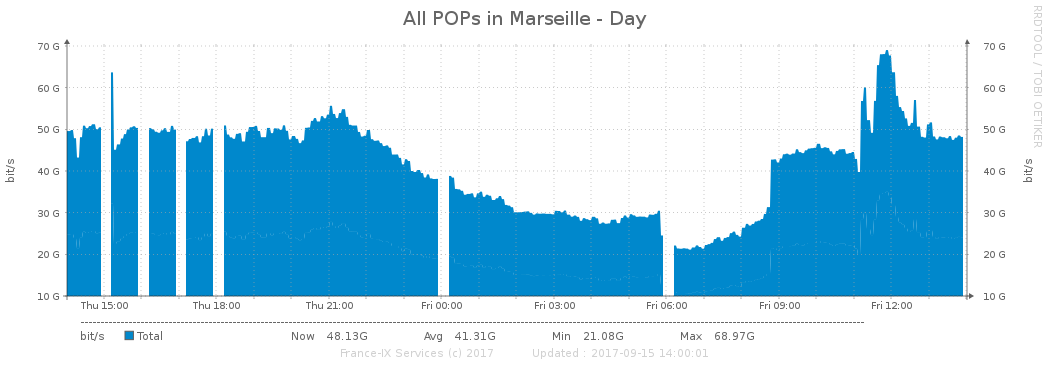 All POPs in Marseille - Day
RRDTOOL / TOBI OETIKER
70 G 70 G
60 G 60 G
50 G 50 G
40 G 40 G
30 G 30 G
20 G 20 G
10 G 10 G
bit/s bit/s
Thu 15:00 Thu 18:00 Thu 21:00 Fri 00:00 Fri 03:00 Fri 06:00 Fri 09:00 Fri 12:00
bit/s Total Now 48.13G Avg 41.31G Min 21.08G Max 68.97G
France-IX Services (c) 2017 Updated : 2017-09-15 14:00:01